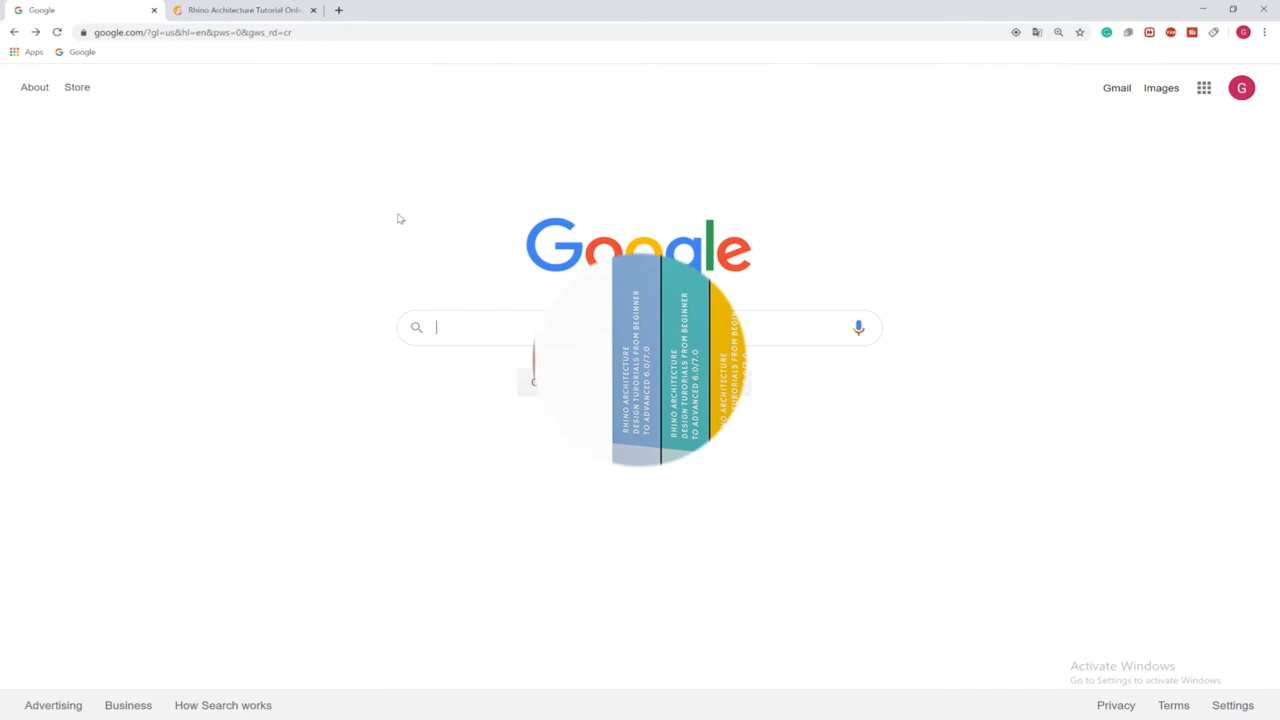 Google
Rhino Architecture Tutorial Onli
google.com/?gl=us&hl=en&pws=0&gws_rd=cr
Apps
Google
G
About
Store
Gmail
Images
G
Google
RHINO ARCHITECTURE
DESIGN TURORIALS FROM BEGINNER
TO ADVANCED 6.0/7.0
RHINO ARCHITECTURE
DESIGN TURORIALS FROM BEGINNER
TO ADVANCED 6.0/7.0
ARCHITECTURE
Activate Windows
Go to Settings to activate Windows.
Advertising
Business
How Search works
Privacy
Terms
Settings